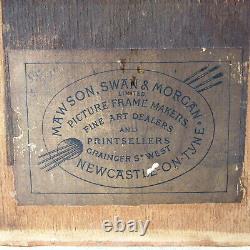 MAWSON, SWAN & MORGAN
LIMITED
PICTURE FRAME MAKERS,
FINE ART DEALERS
AND
PRINTSELLERS
GRAINGER ST WEST
NEWCASTLE-ON-TYNE.